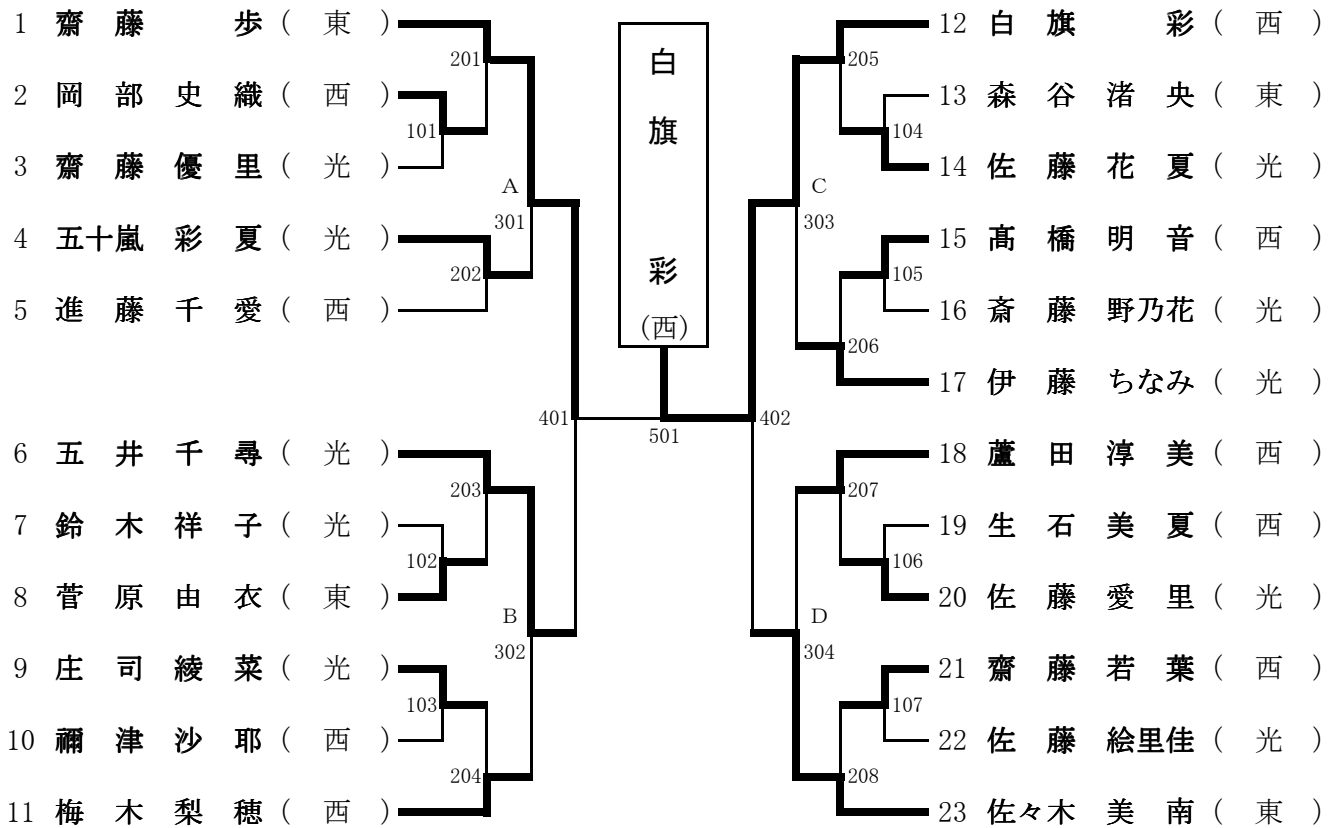 1 齋藤 歩 ( 東 )
201
2 岡部史織 ( 西 )
101
3 齋藤優里 ( 光 )
A
301
4 五十嵐 彩夏 ( 光 )
202
5 進藤千愛 ( 西 )
401
6 五井千尋 ( 光 )
203
7 鈴木祥子 ( 光 )
102
8 菅原由衣 ( 東 )
B
302
9 庄司綾菜 ( 光 )
103
10 禰津沙耶 ( 西 )
204
11 梅木梨穂 ( 西 )
白旗 彩
(西)
501
12 白旗 彩 ( 西 )
205
13 森谷渚央 ( 東 )
104
14 佐藤花夏 ( 光 )
C
303
15 髙橋明音 ( 西 )
105
16 斎藤 野乃花 ( 光 )
206
17 伊藤 ちなみ ( 光 )
402
18 蘆田淳美 ( 西 )
207
19 生石美夏 ( 西 )
106
20 佐藤愛里 ( 光 )
D
304
21 齋藤若葉 ( 西 )
107
22 佐藤 絵里佳 ( 光 )
208
23 佐々木 美南 ( 東 )